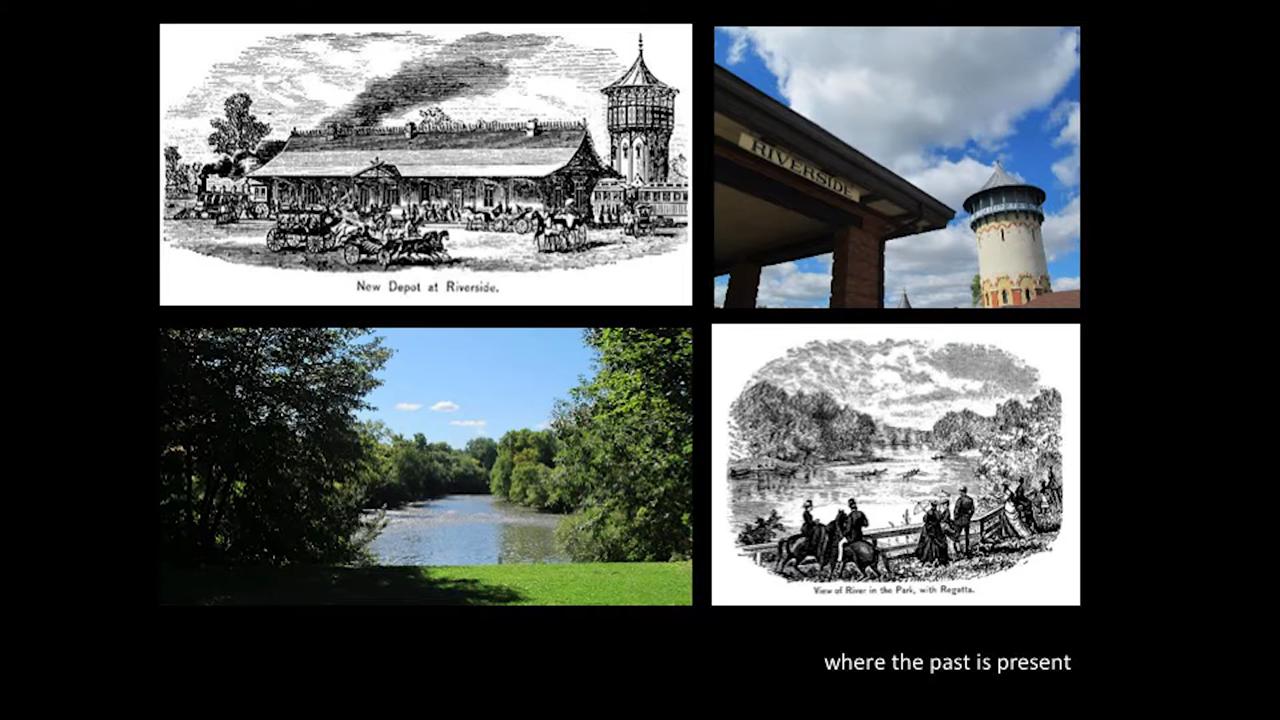 New Depot at Riverside.
RIVERSIDE
View of River in the Park, with Regatta.
where the past is present